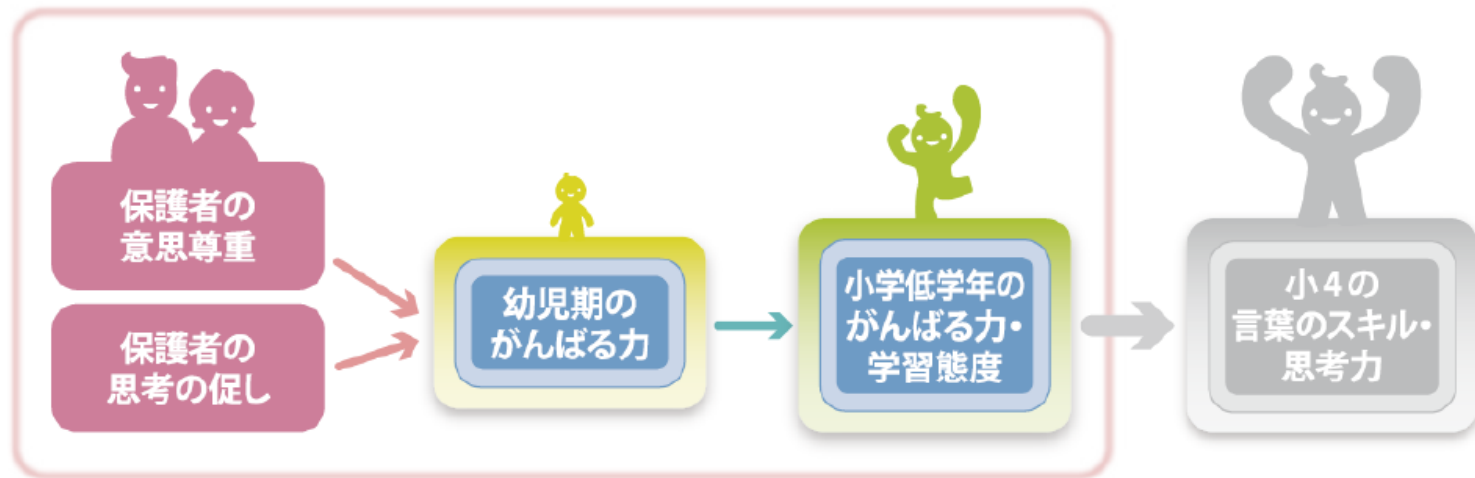 保護者の
意思尊重
保護者の
思考の促し
幼児期の
がんばる力
小学低学年の
がんばる力・
学習態度
小4の
言葉のスキル・
思考力